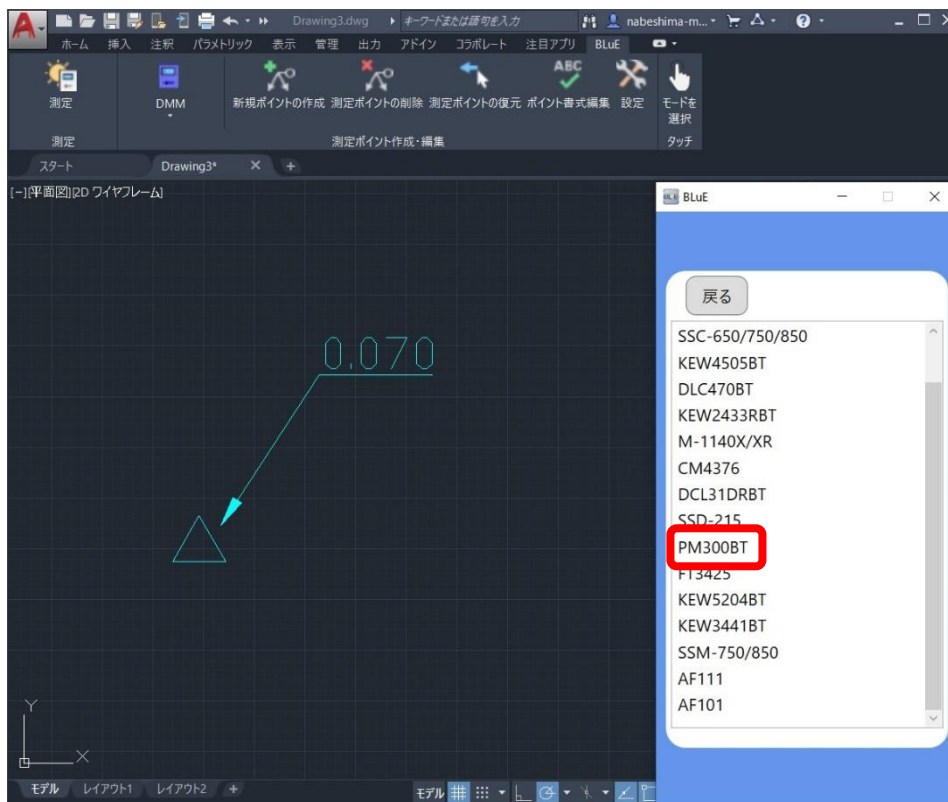 A Drawing3.dwg キーワードまたは語句を入力 nabeshima-m...
ホーム 挿入 注釈 パラメトリック 表示 管理 出力 アドイン コラボレート 注目アプリ BLuE
ABC
測定 DMM 新規ポイントの作成 測定ポイントの削除 測定ポイントの復元 ポイント書式編集 設定 モードを
選択
測定 測定ポイント作成・編集 タッチ
スタート Drawing3*
[-][平面図][2D ワイヤフレーム]
BLuE
戻る
SSC-650/750/850
KEW4505BT
DLC470BT
KEW2433RBT
M-1140X/XR
CM4376
DCL31DRBT
SSD-215
PM300BT
FT3425
KEW5204BT
KEW3441BT
SSM-750/850
AF111
AF101
0.070
Y
X
モデル レイアウト1 レイアウト2 +
モデル